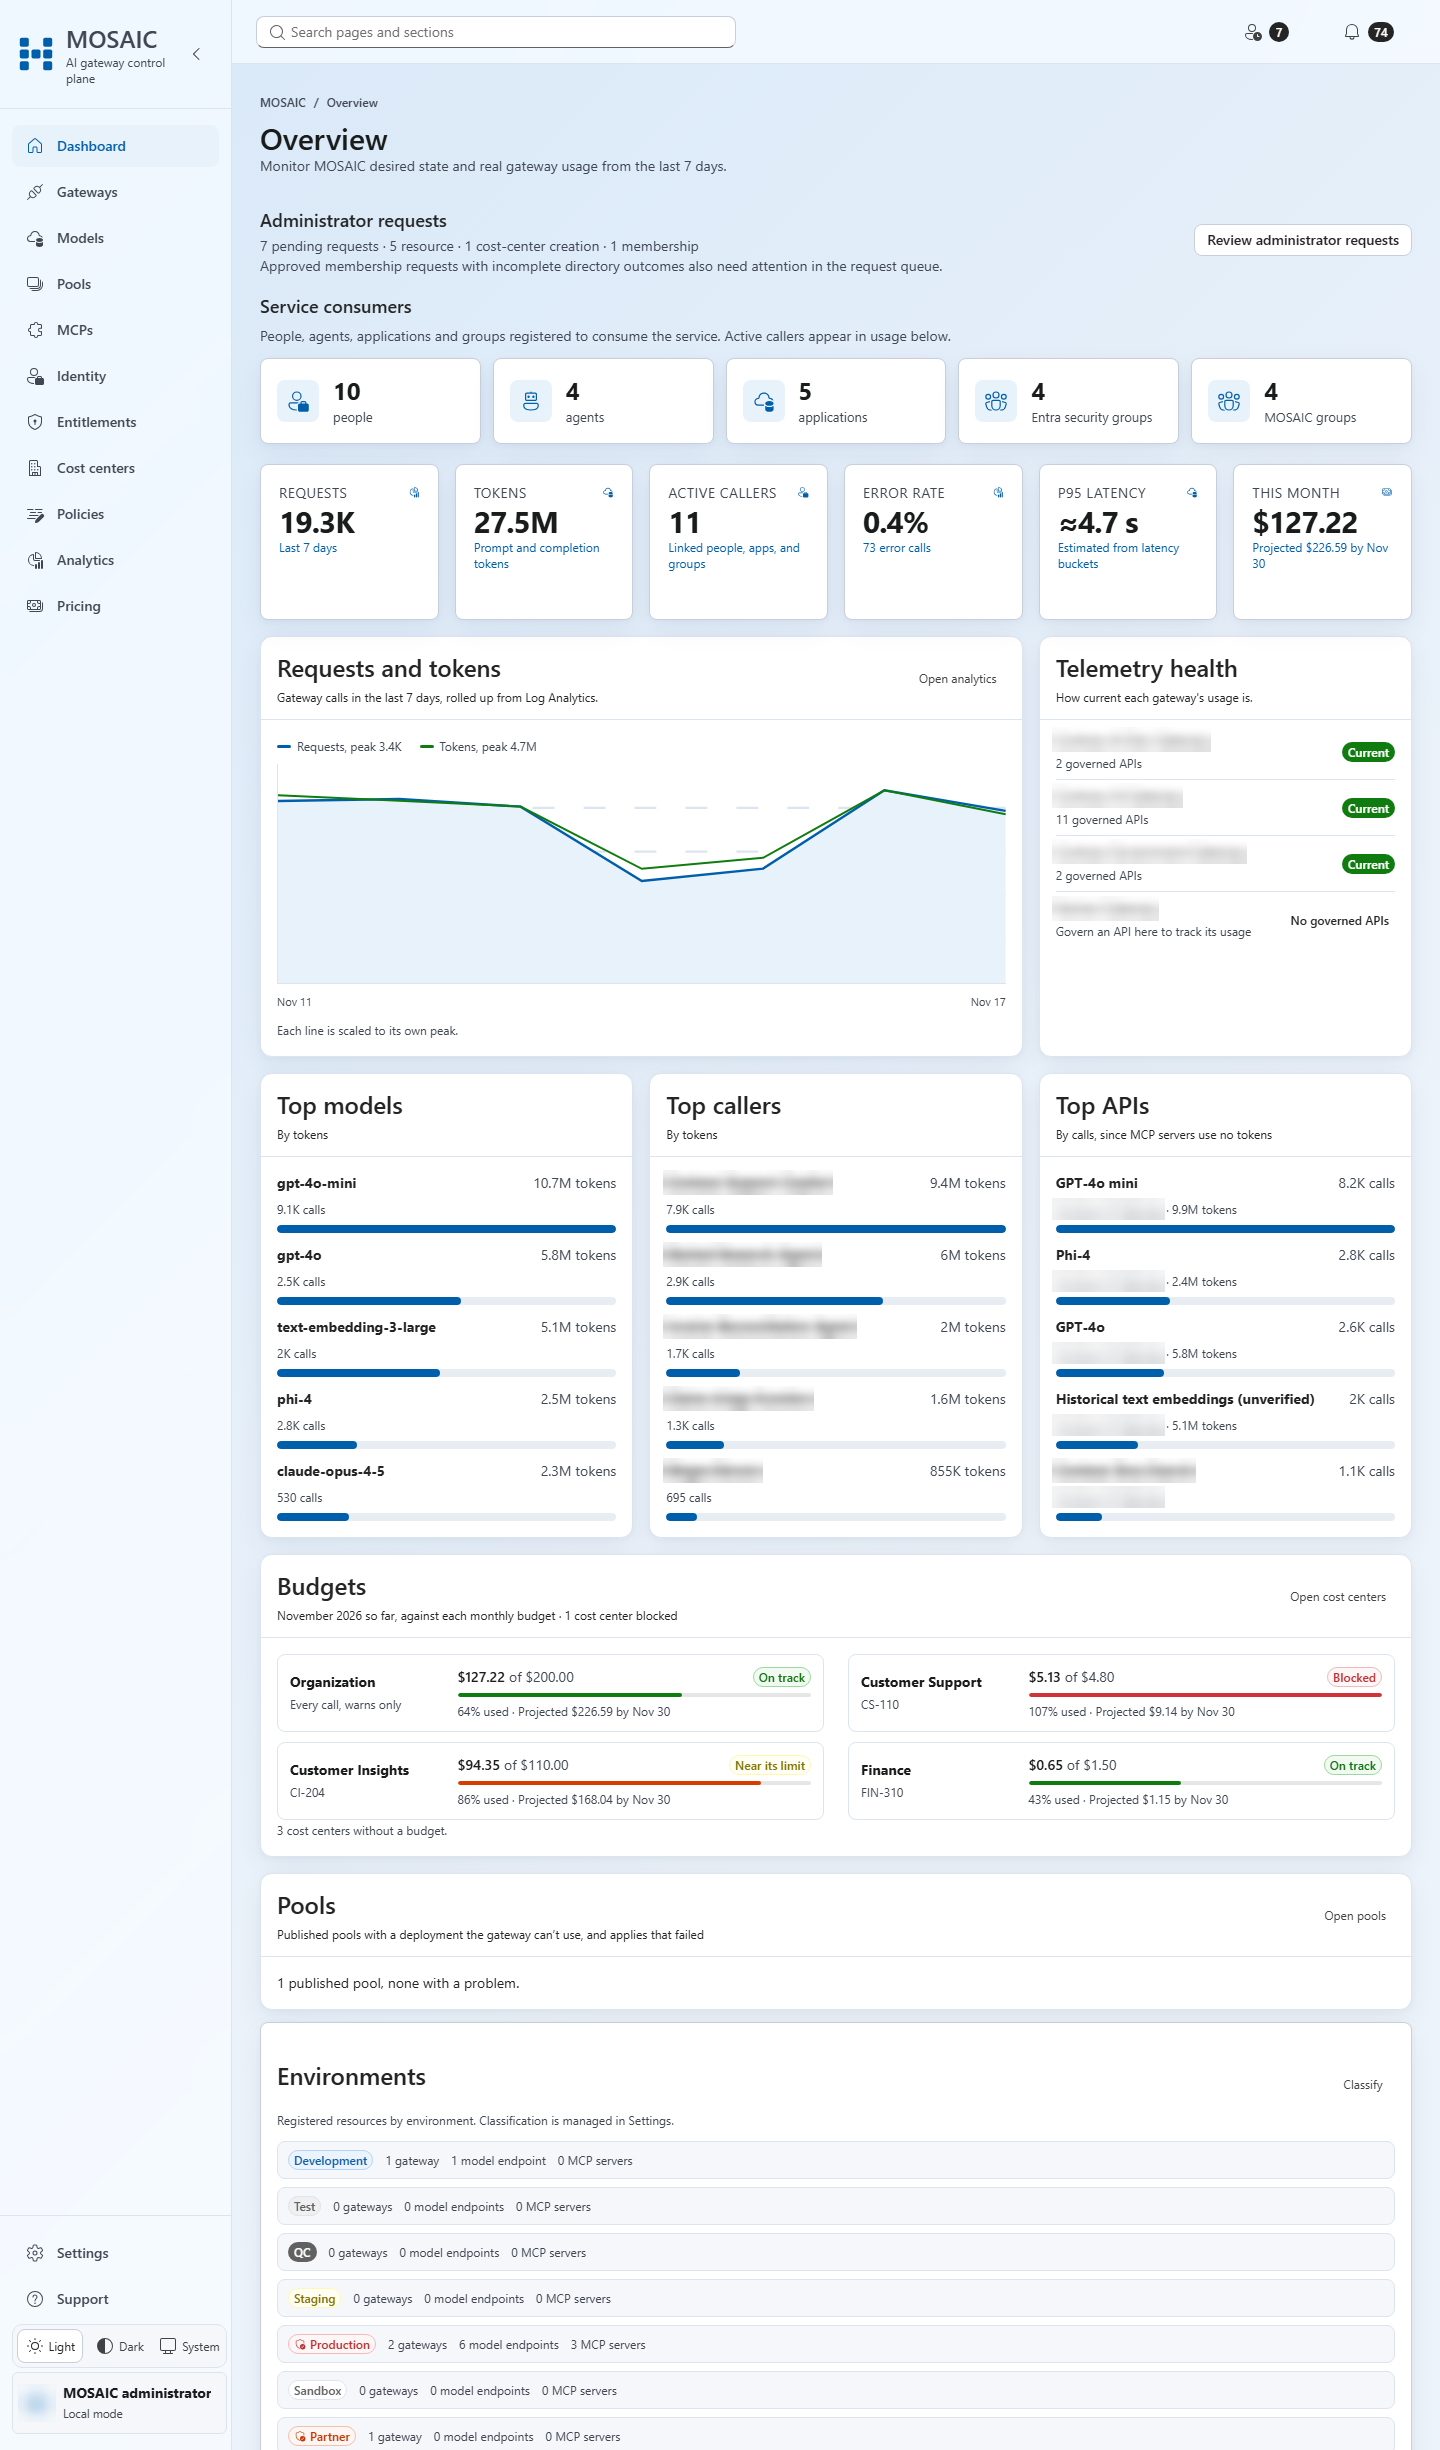 MOSAIC
AI gateway control
plane
Search pages and sections
7
74
Dashboard
Gateways
Models
Pools
MCPs
Identity
Entitlements
Cost centers
Policies
Analytics
Pricing
MOSAIC / Overview
Overview
Monitor MOSAIC desired state and real gateway usage from the last 7 days.
Administrator requests
7 pending requests · 5 resource · 1 cost-center creation · 1 membership
Approved membership requests with incomplete directory outcomes also need attention in the request queue.
Review administrator requests
Service consumers
People, agents, applications and groups registered to consume the service. Active callers appear in usage below.
10
people
4
agents
5
applications
4
Entra security groups
4
MOSAIC groups
REQUESTS
19.3K
Last 7 days
TOKENS
27.5M
Prompt and completion
tokens
ACTIVE CALLERS
11
Linked people, apps, and
groups
ERROR RATE
0.4%
73 error calls
P95 LATENCY
≈4.7 s
Estimated from latency
buckets
THIS MONTH
$127.22
Projected $226.59 by Nov
30
Requests and tokens
Gateway calls in the last 7 days, rolled up from Log Analytics.
Open analytics
Requests, peak 3.4K
Tokens, peak 4.7M
Nov 11
Nov 17
Each line is scaled to its own peak.
Telemetry health
How current each gateway's usage is.
2 governed APIs
Current
11 governed APIs
Current
2 governed APIs
Current
Govern an API here to track its usage
No governed APIs
Top models
By tokens
gpt-4o-mini 10.7M tokens
9.1K calls
gpt-4o 5.8M tokens
2.5K calls
text-embedding-3-large 5.1M tokens
2K calls
phi-4 2.5M tokens
2.8K calls
claude-opus-4-5 2.3M tokens
530 calls
Top callers
By tokens
9.4M tokens
7.9K calls
6M tokens
2.9K calls
2M tokens
1.7K calls
1.6M tokens
1.3K calls
855K tokens
695 calls
Top APIs
By calls, since MCP servers use no tokens
GPT-4o mini 8.2K calls
· 9.9M tokens
Phi-4 2.8K calls
· 2.4M tokens
GPT-4o 2.6K calls
· 5.8M tokens
Historical text embeddings (unverified) 2K calls
· 5.1M tokens
1.1K calls
Budgets
November 2026 so far, against each monthly budget · 1 cost center blocked
Open cost centers
Organization
Every call, warns only
$127.22 of $200.00
On track
64% used · Projected $226.59 by Nov 30
Customer Support
CS-110
$5.13 of $4.80
Blocked
107% used · Projected $9.14 by Nov 30
Customer Insights
CI-204
$94.35 of $110.00
Near its limit
86% used · Projected $168.04 by Nov 30
Finance
FIN-310
$0.65 of $1.50
On track
43% used · Projected $1.15 by Nov 30
3 cost centers without a budget.
Pools
Published pools with a deployment the gateway can't use, and applies that failed
Open pools
1 published pool, none with a problem.
Environments
Classify
Registered resources by environment. Classification is managed in Settings.
Development 1 gateway 1 model endpoint 0 MCP servers
Test 0 gateways 0 model endpoints 0 MCP servers
QC 0 gateways 0 model endpoints 0 MCP servers
Staging 0 gateways 0 model endpoints 0 MCP servers
Production 2 gateways 6 model endpoints 3 MCP servers
Sandbox 0 gateways 0 model endpoints 0 MCP servers
Partner 1 gateway 0 model endpoints 0 MCP servers
Settings
Support
Light
Dark
System
MOSAIC administrator
Local mode